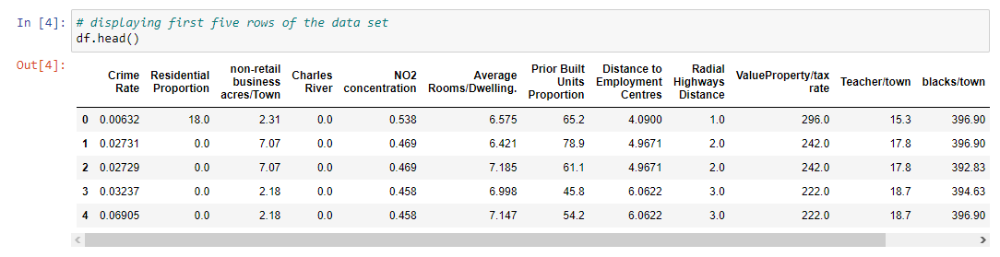 In [4]: # displaying first five rows of the data set
df.head()
Out[4]:
Crime Rate Residential Proportion non-retail business acres/Town Charles River NO2 concentration Average Rooms/Dwelling. Prior Built Units Proportion Distance to Employment Centres Radial Highways Distance ValueProperty/tax rate Teacher/town blacks/town
0 0.00632 18.0 2.31 0.0 0.538 6.575 65.2 4.0900 1.0 296.0 15.3 396.90
1 0.02731 0.0 7.07 0.0 0.469 6.421 78.9 4.9671 2.0 242.0 17.8 396.90
2 0.02729 0.0 7.07 0.0 0.469 7.185 61.1 4.9671 2.0 242.0 17.8 392.83
3 0.03237 0.0 2.18 0.0 0.458 6.998 45.8 6.0622 3.0 222.0 18.7 394.63
4 0.06905 0.0 2.18 0.0 0.458 7.147 54.2 6.0622 3.0 222.0 18.7 396.90